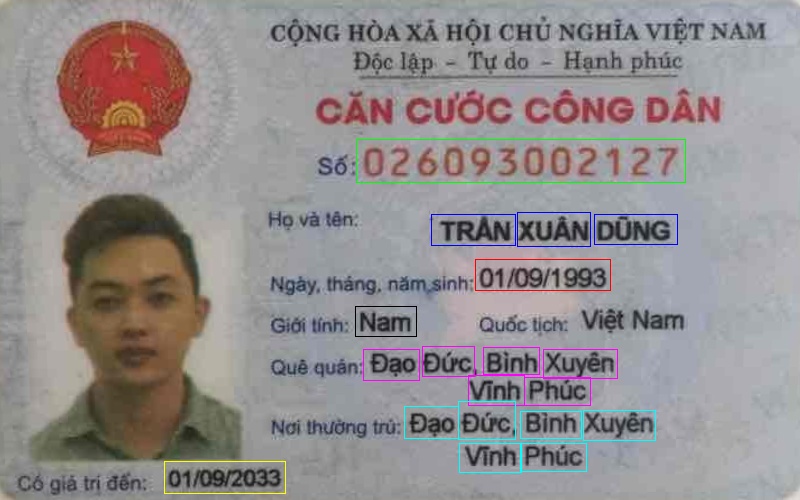 CỘNG HÒA XÃ HỘI CHỦ NGHĨA VIỆT NAM
Độc lập - Tự do - Hạnh phúc
CĂN CƯỚC CÔNG DÂN
Số: 026093002127
Họ và tên: TRẦN XUÂN DŨNG
Ngày, tháng, năm sinh: 01/09/1993
Giới tính: Nam Quốc tịch: Việt Nam
Quê quán: Đạo Đức, Bình Xuyên
Vĩnh Phúc
Nơi thường trú: Đạo Đức, Bình Xuyên
Vĩnh Phúc
Có giá trị đến: 01/09/2033